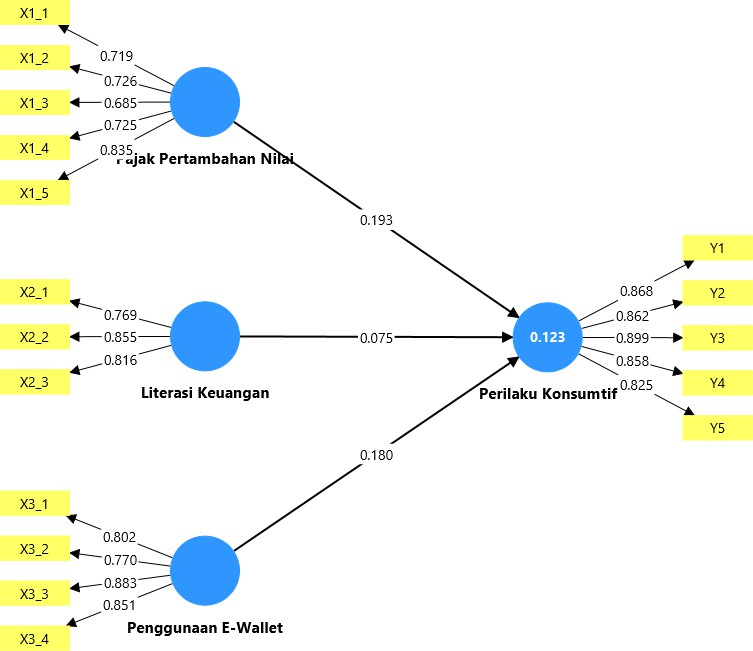 X1_1
0.719
X1_2
0.726
X1_3
0.685
X1_4
0.725
X1_5
0.835
Pajak Pertambahan Nilai
0.193
X2_1
0.769
X2_2
0.855
X2_3
0.816
Literasi Keuangan
0.075
X3_1
0.802
X3_2
0.770
X3_3
0.883
X3_4
0.851
Penggunaan E-Wallet
0.180
0.123
Perilaku Konsumtif
0.868
Y1
0.862
Y2
0.899
Y3
0.858
Y4
0.825
Y5